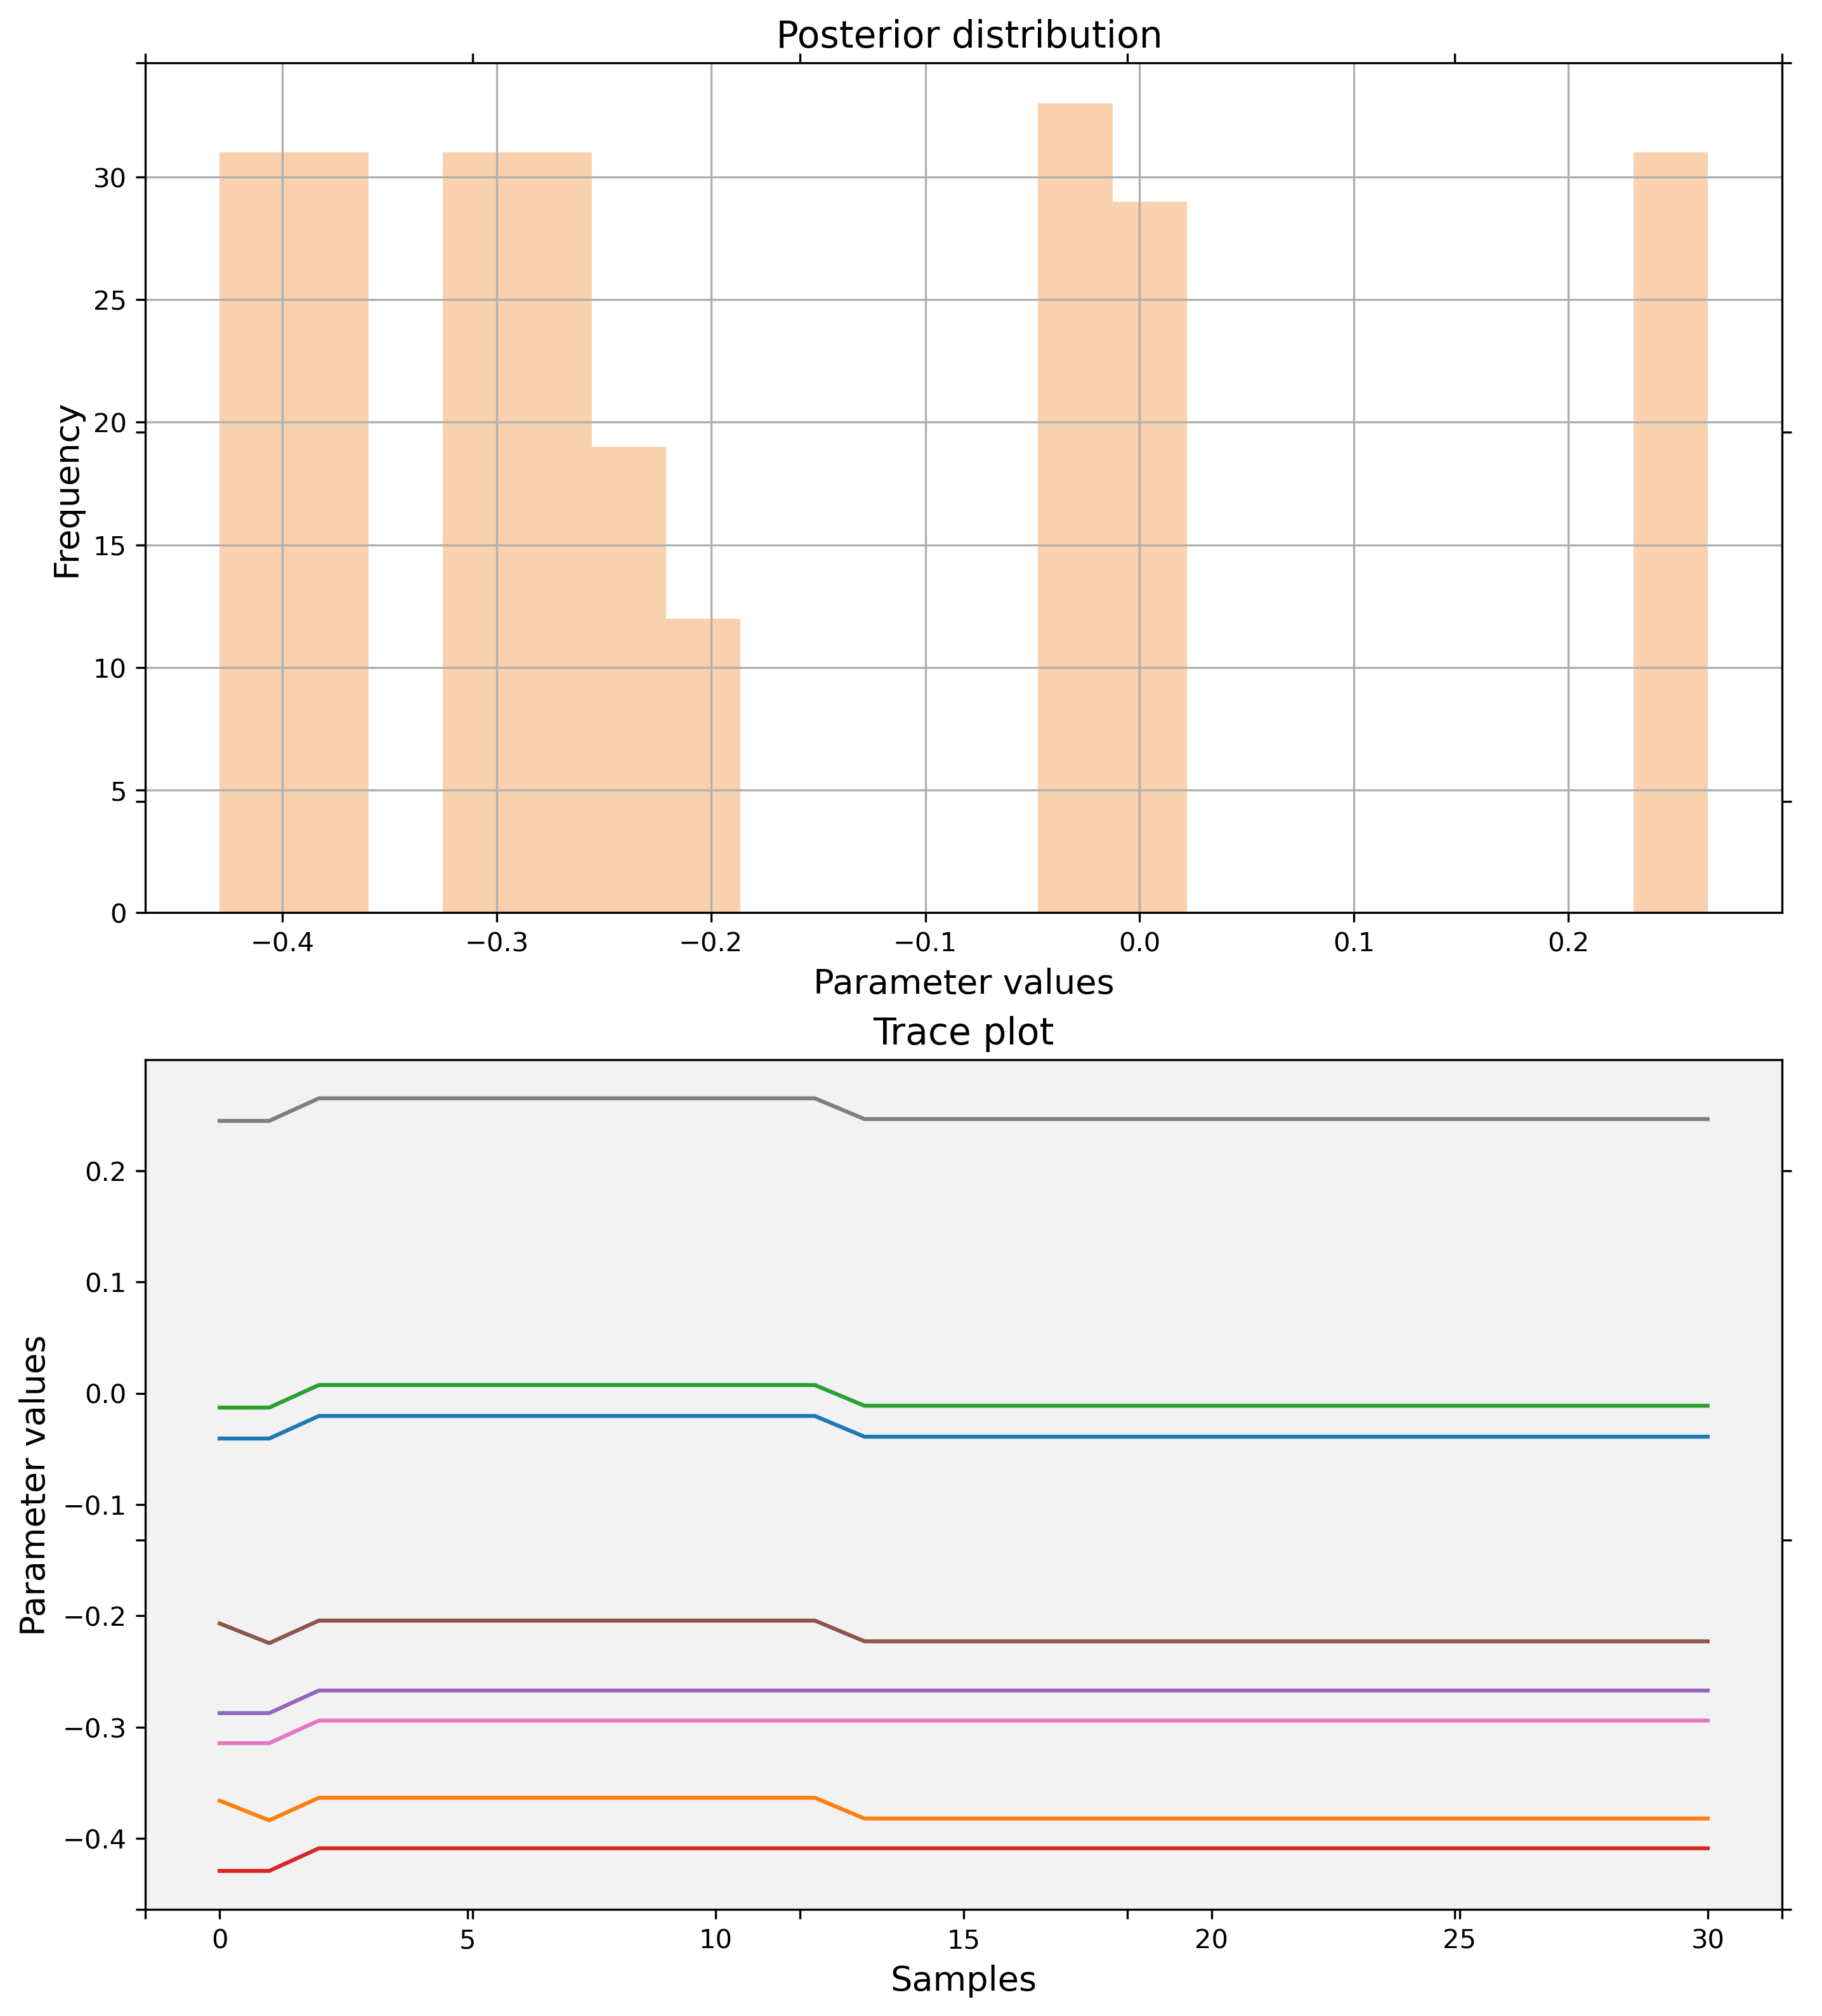 Posterior distribution
Frequency
30
25
20
15
10
5
0
−0.4 −0.3 −0.2 −0.1 0.0 0.1 0.2
Parameter values
Trace plot
Parameter values
0.2
0.1
0.0
−0.1
−0.2
−0.3
−0.4
0 5 10 15 20 25 30
Samples